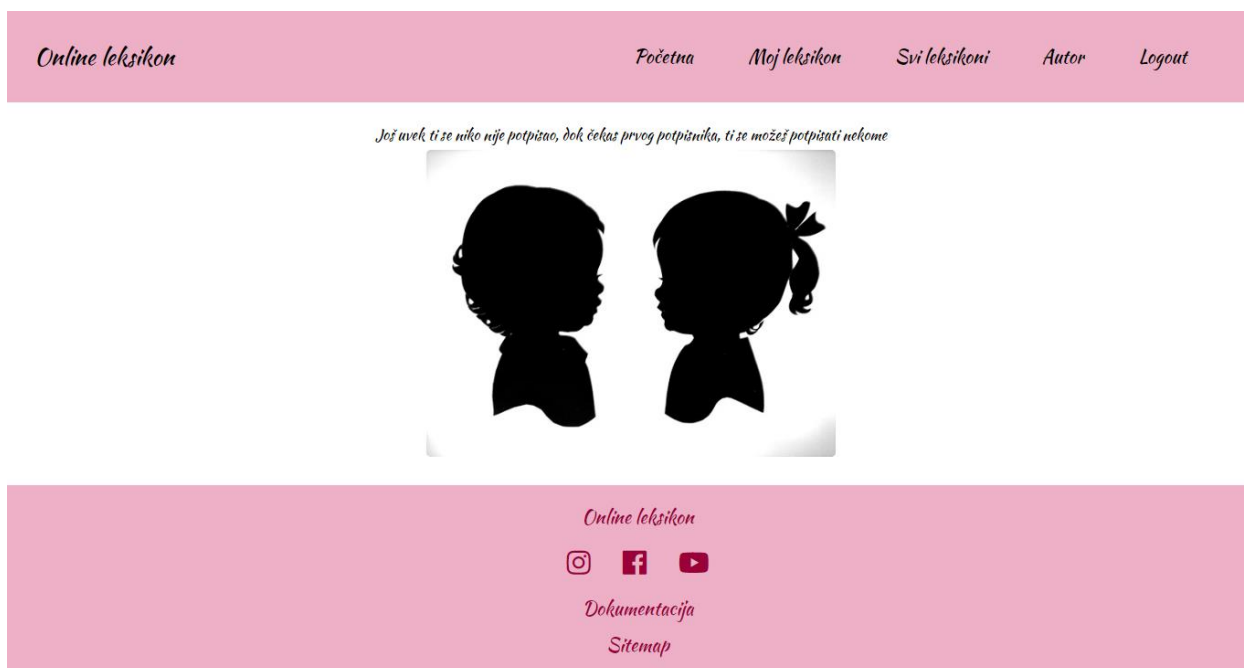 Online leksikon
Početna Moj leksikon Svi leksikoni Autor Logout
Još uvek ti se niko nije potpisao, dok čekas prvog potpisnika, ti se možeš potpisati nekome
Online leksikon
Dokumentacija
Sitemap